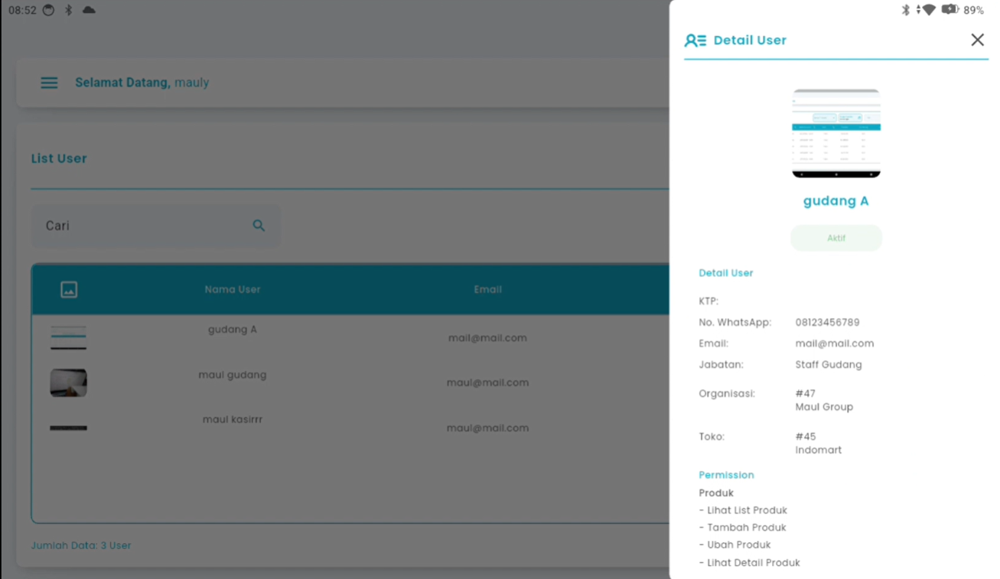 08:52
89%
Selamat Datang, mauly
List User
Cari
Nama User Email
gudang A mail@mail.com
maul gudang maul@mail.com
maul kasirrr maul@mail.com
Jumlah Data: 3 User
Detail User
gudang A
Aktif
Detail User
KTP:
No. WhatsApp: 08123456789
Email: mail@mail.com
Jabatan: Staff Gudang
Organisasi: #47
Maul Group
Toko: #45
Indomart
Permission
Produk
- Lihat List Produk
- Tambah Produk
- Ubah Produk
- Lihat Detail Produk